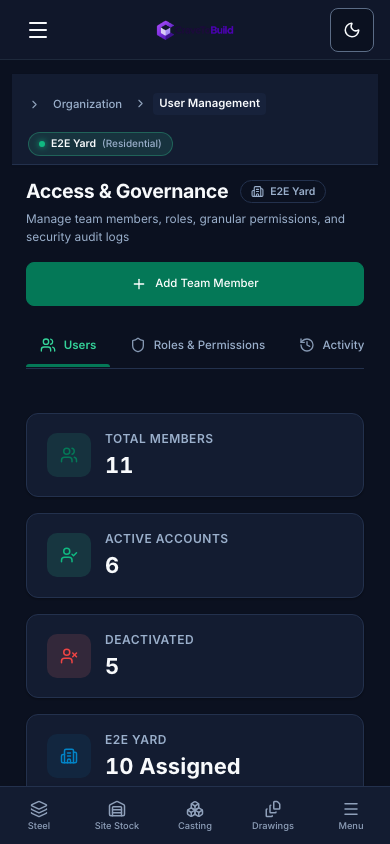 Build
Organization
User Management
E2E Yard (Residential)
Access & Governance
E2E Yard
Manage team members, roles, granular permissions, and
security audit logs
Add Team Member
Users
Roles & Permissions
Activity
TOTAL MEMBERS
11
ACTIVE ACCOUNTS
6
DEACTIVATED
5
E2E YARD
10 Assigned
Steel
Site Stock
Casting
Drawings
Menu